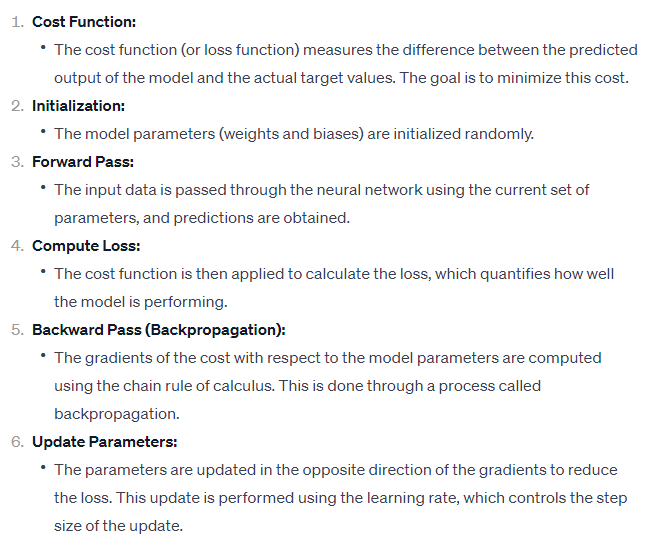 1. Cost Function:
• The cost function (or loss function) measures the difference between the predicted
output of the model and the actual target values. The goal is to minimize this cost.
2. Initialization:
• The model parameters (weights and biases) are initialized randomly.
3. Forward Pass:
• The input data is passed through the neural network using the current set of
parameters, and predictions are obtained.
4. Compute Loss:
• The cost function is then applied to calculate the loss, which quantifies how well
the model is performing.
5. Backward Pass (Backpropagation):
• The gradients of the cost with respect to the model parameters are computed
using the chain rule of calculus. This is done through a process called
backpropagation.
6. Update Parameters:
• The parameters are updated in the opposite direction of the gradients to reduce
the loss. This update is performed using the learning rate, which controls the step
size of the update.